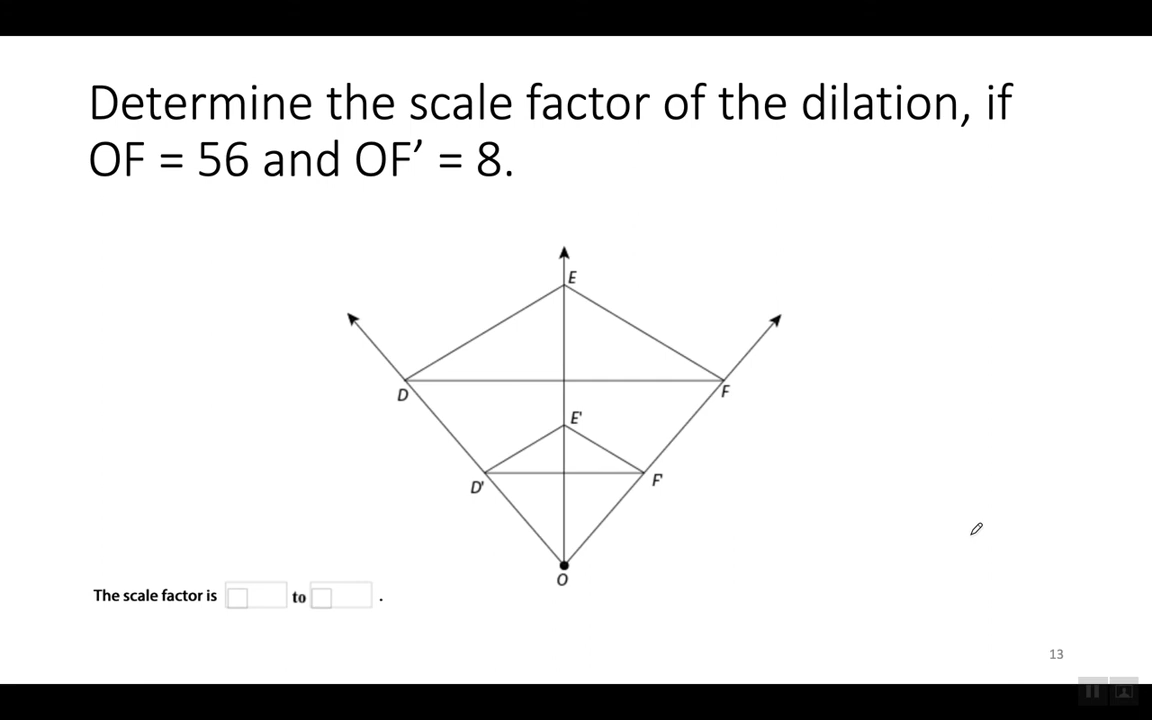 Determine the scale factor of the dilation, if
OF = 56 and OF’ = 8.
E
D
F
E'
D'
F'
O
The scale factor is to .
13